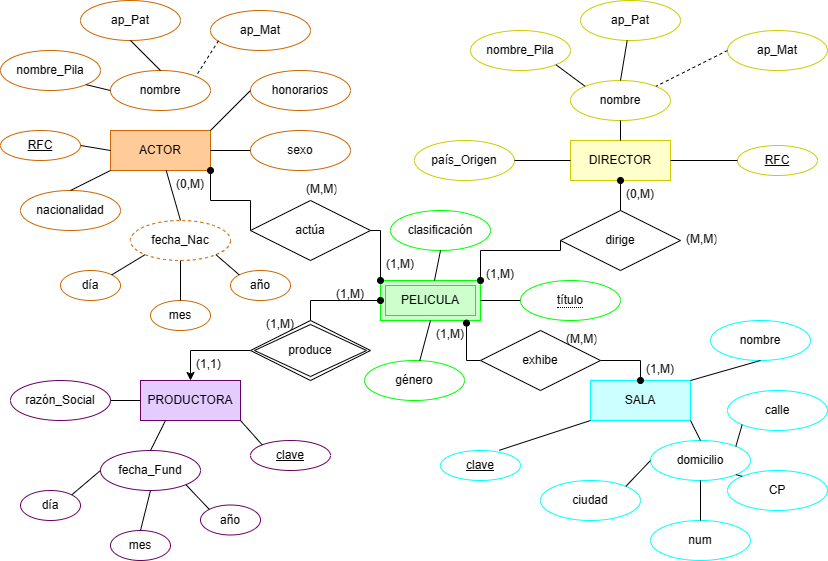 ap_Pat
ap_Mat
nombre_Pila
nombre
honorarios
RFC
ACTOR
sexo
nacionalidad
(0,M)
fecha_Nac
día
mes
año
(M,M)
actúa
(1,M)
ap_Pat
nombre_Pila
ap_Mat
nombre
país_Origen
DIRECTOR
RFC
(0,M)
dirige
(M,M)
(1,M)
clasificación
PELICULA
título
género
(1,M)
(1,M)
produce
(1,1)
(1,M)
(M,M)
exhibe
(1,M)
razón_Social
PRODUCTORA
clave
fecha_Fund
día
mes
año
nombre
SALA
calle
clave
domicilio
ciudad
CP
num